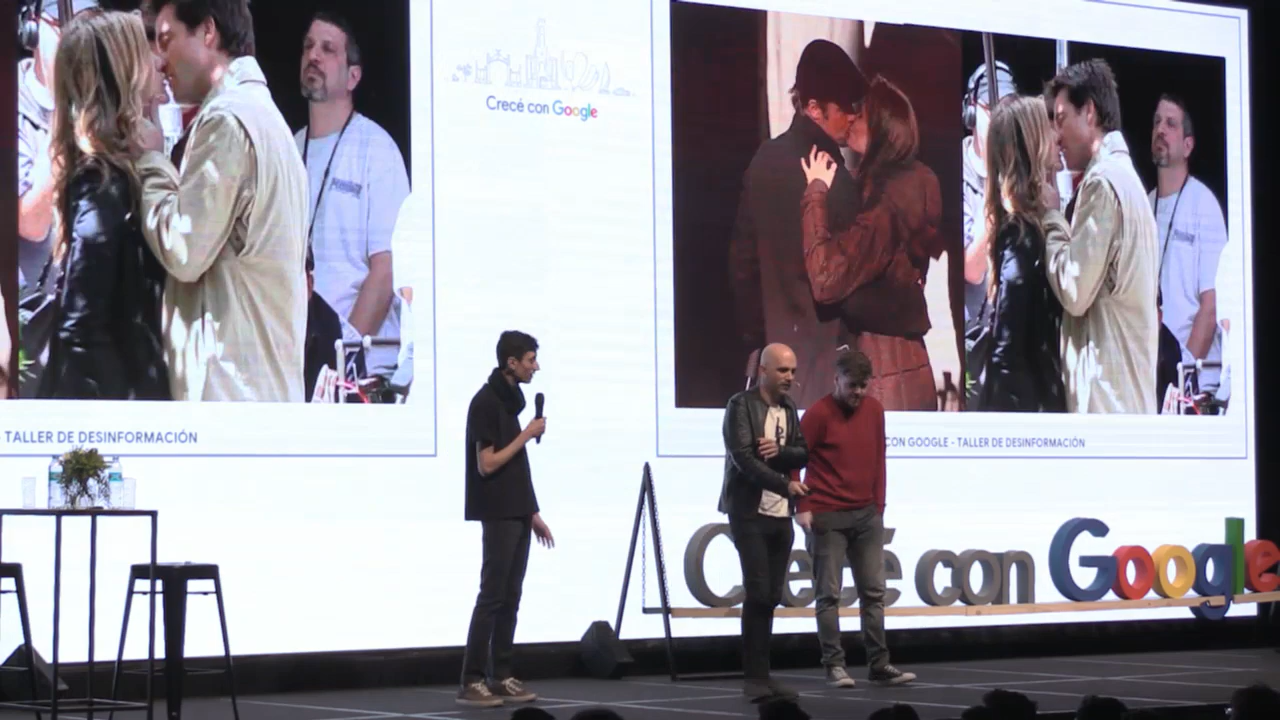 Crecé con Google
- TALLER DE DESINFORMACIÓN
CON GOOGLE - TALLER DE DESINFORMACIÓN
Crecé con Google